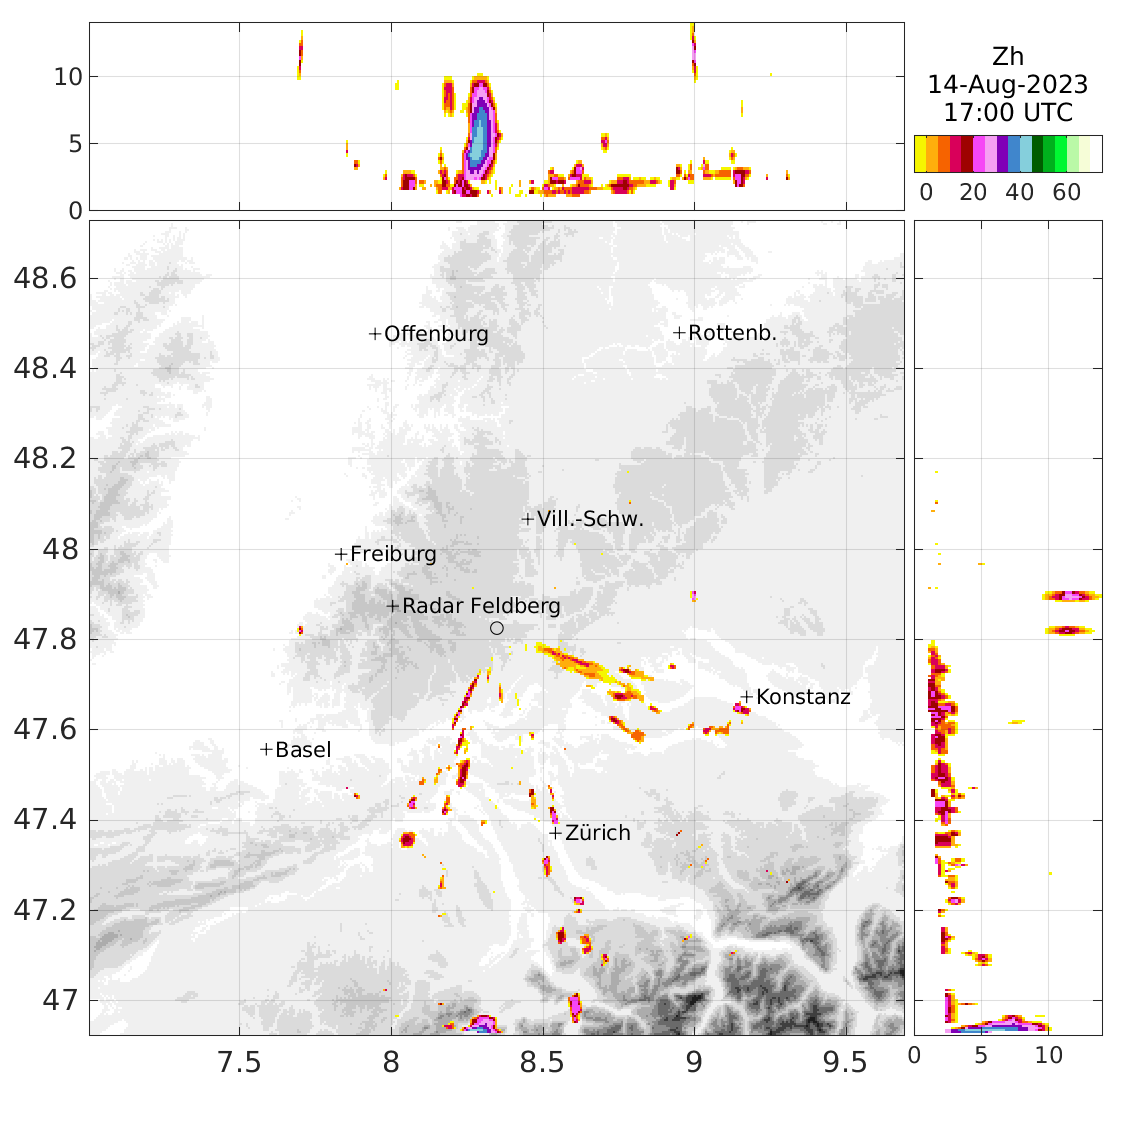 10
5
0
Zh
14-Aug-2023
17:00 UTC
0 20 40 60
48.6
48.4
48.2
48
47.8
47.6
47.4
47.2
47
+Offenburg
+Rottenb.
+Vill.-Schw.
+Freiburg
+Radar Feldberg
+Konstanz
+Basel
+Zürich
7.5 8 8.5 9 9.5
0 5 10